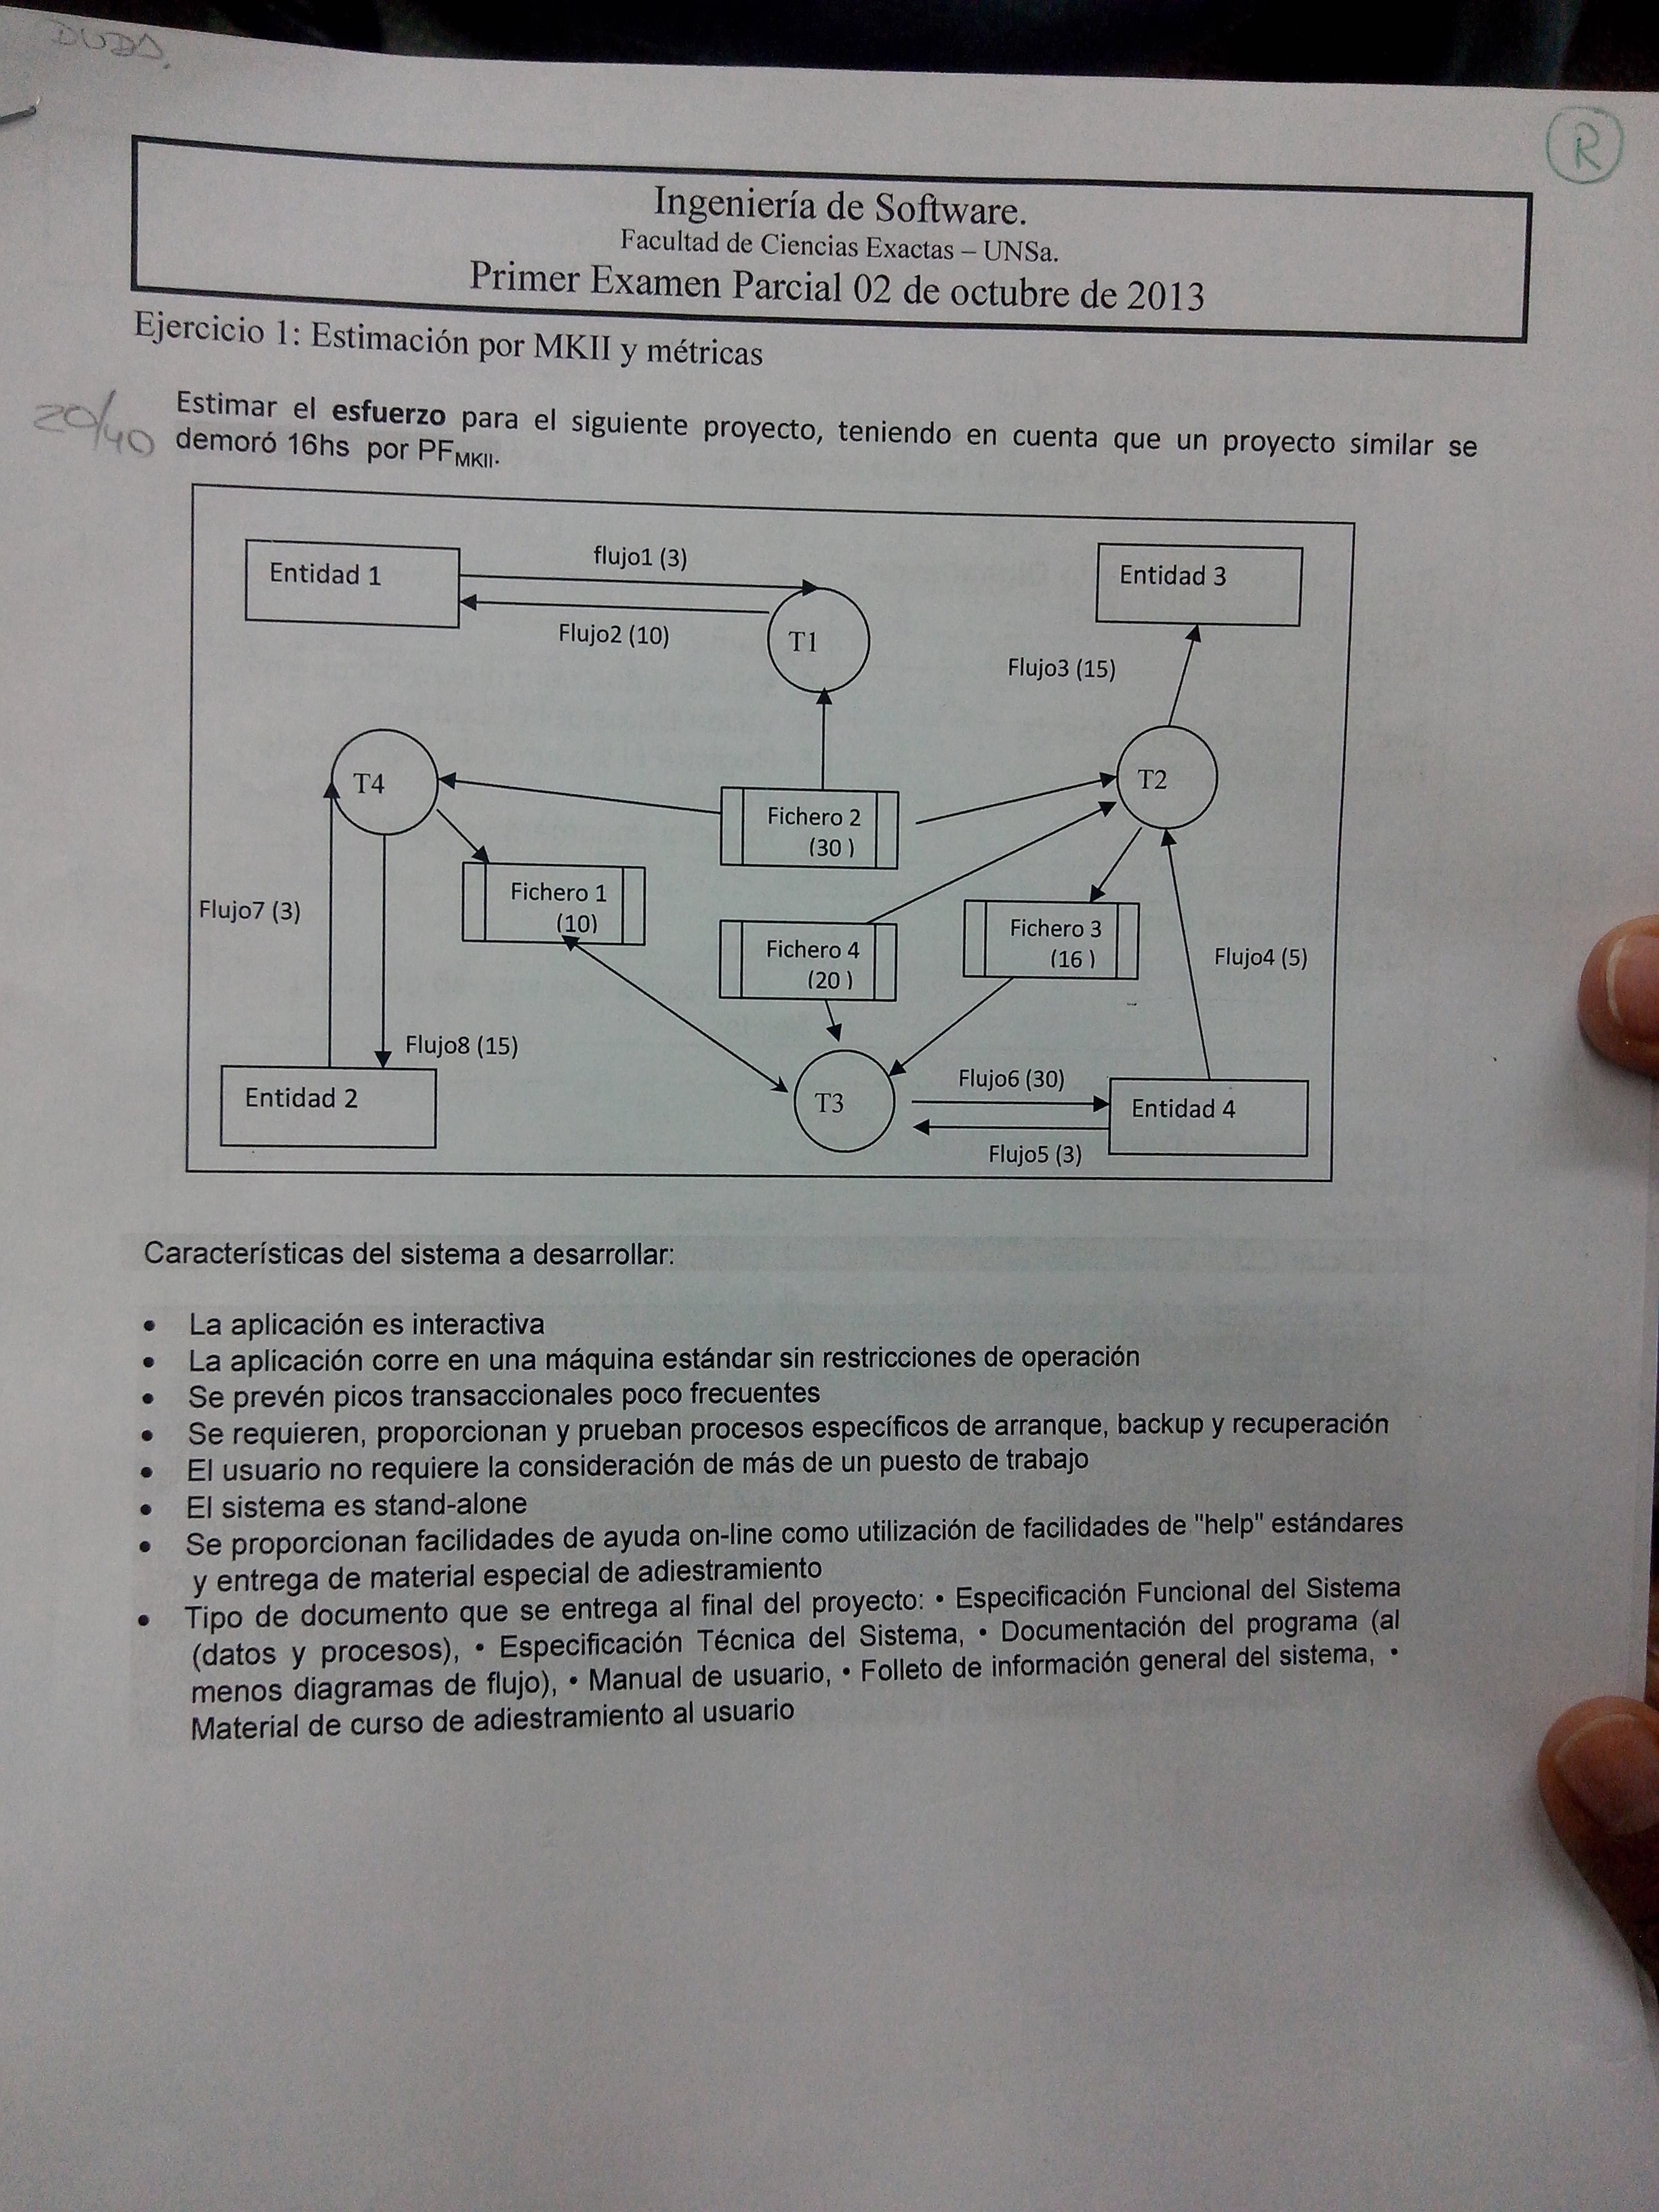 DUDA.
R
Ingeniería de Software.
Facultad de Ciencias Exactas – UNSa.
Primer Examen Parcial 02 de octubre de 2013
Ejercicio 1: Estimación por MKII y métricas
20/40
Estimar el esfuerzo para el siguiente proyecto, teniendo en cuenta que un proyecto similar se
demoró 16hs por PFMKII.
Entidad 1
flujo1 (3)
Flujo2 (10)
T1
Entidad 3
Flujo3 (15)
T4
T2
Fichero 2
(30 )
Flujo7 (3)
Fichero 1
(10)
Fichero 4
(20 )
Fichero 3
(16 )
Flujo4 (5)
Flujo8 (15)
Entidad 2
T3
Flujo6 (30)
Flujo5 (3)
Entidad 4
Características del sistema a desarrollar:
• La aplicación es interactiva
• La aplicación corre en una máquina estándar sin restricciones de operación
• Se prevén picos transaccionales poco frecuentes
• Se requieren, proporcionan y prueban procesos específicos de arranque, backup y recuperación
• El usuario no requiere la consideración de más de un puesto de trabajo
• El sistema es stand-alone
• Se proporcionan facilidades de ayuda on-line como utilización de facilidades de "help" estándares
y entrega de material especial de adiestramiento
• Tipo de documento que se entrega al final del proyecto: • Especificación Funcional del Sistema
(datos y procesos), • Especificación Técnica del Sistema, • Documentación del programa (al
menos diagramas de flujo), • Manual de usuario, • Folleto de información general del sistema, •
Material de curso de adiestramiento al usuario